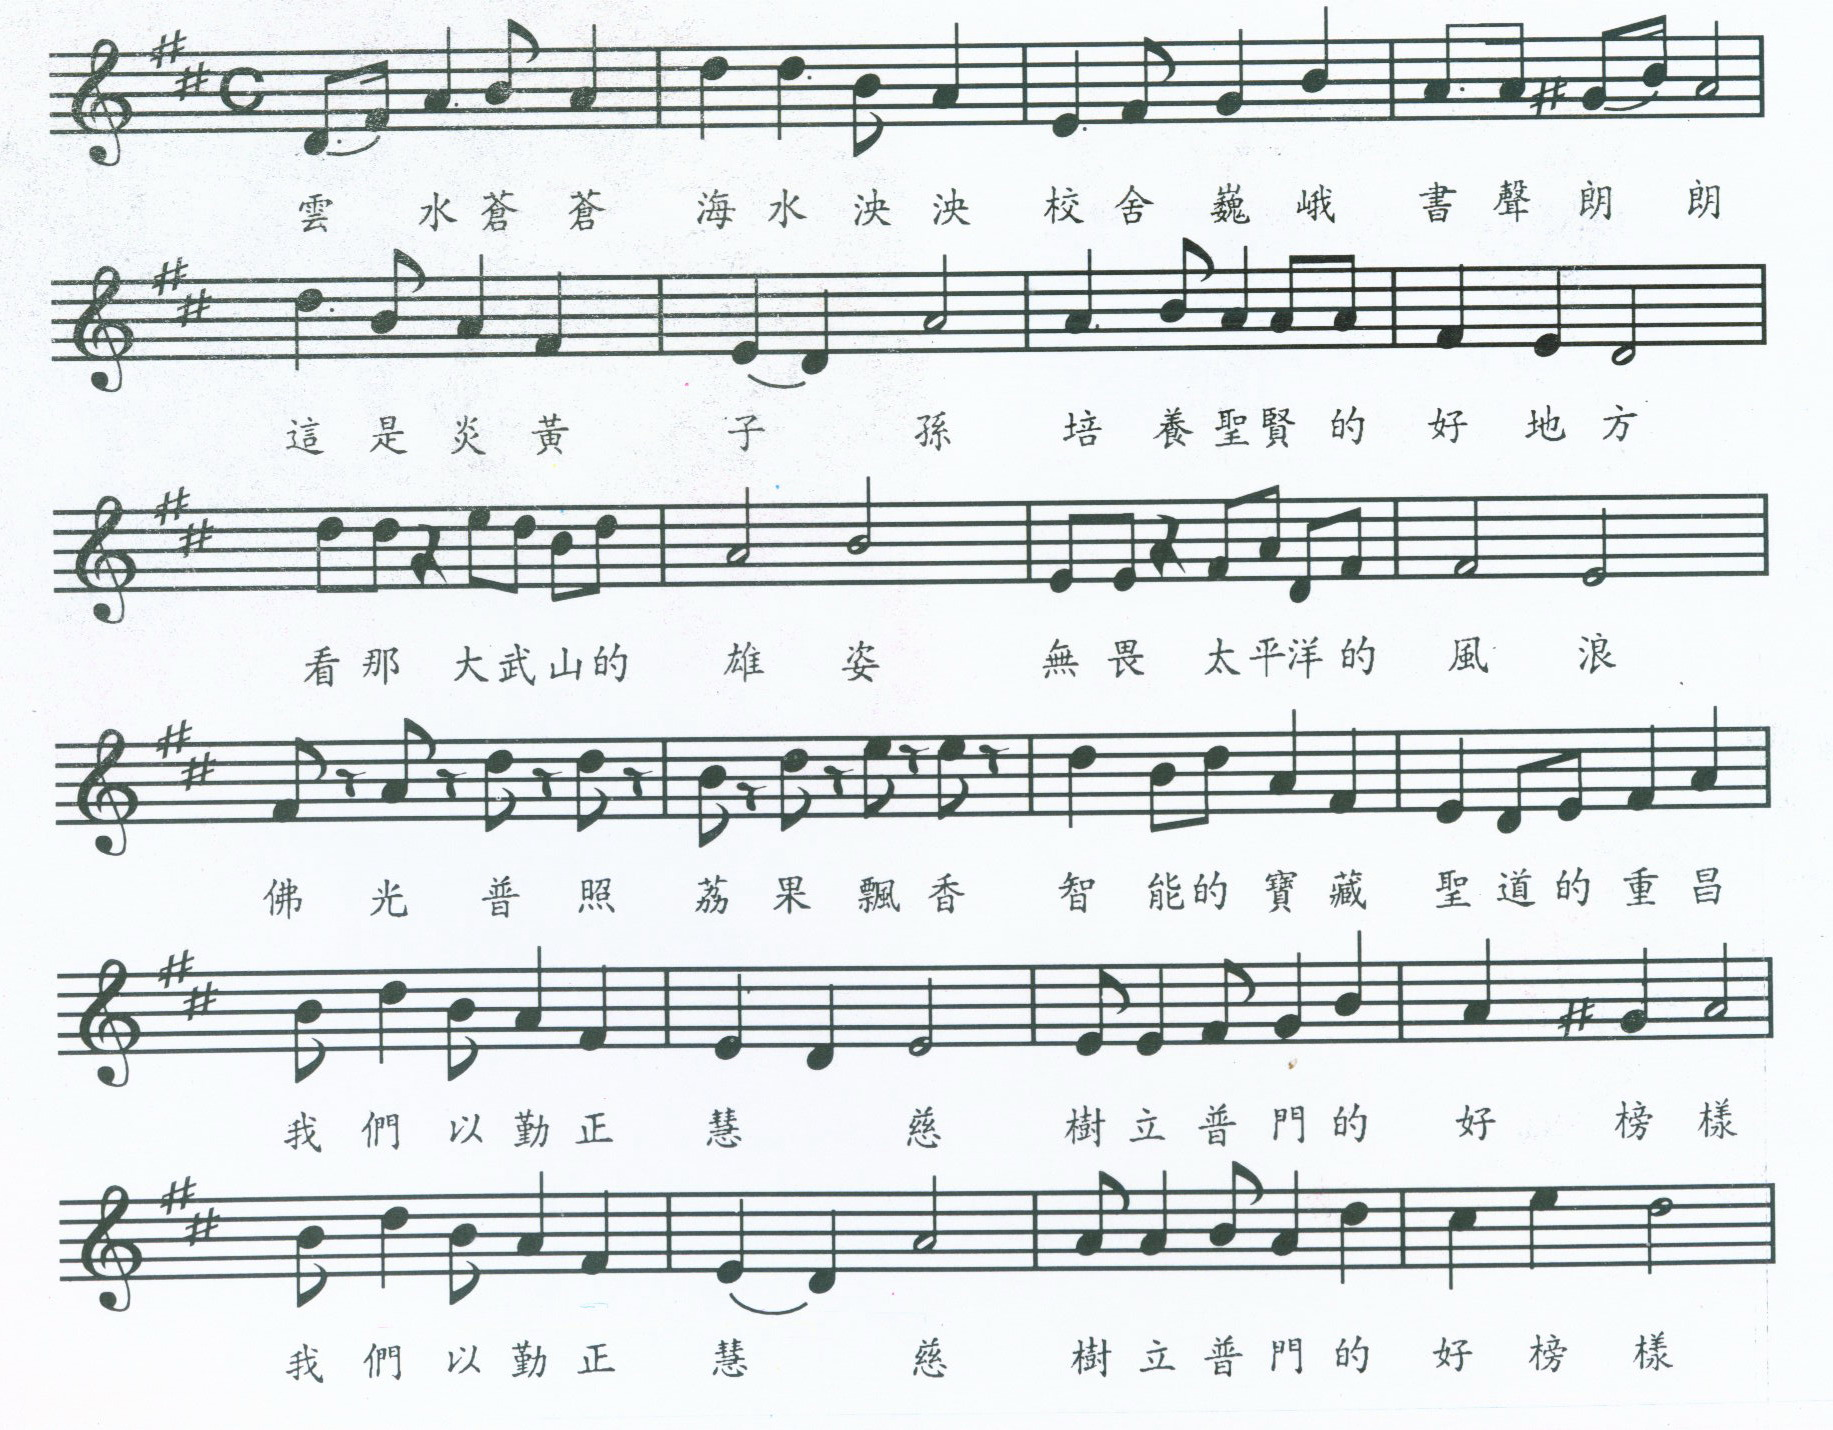 雲水蒼蒼 海水泱泱 校舍巍峨 書聲朗朗
這是炎黃 子孫 培養聖賢的 好地方
看那大武山的 雄姿 無畏太平洋的 風浪
佛光普照 荔果飄香 智能的寶藏 聖道的重昌
我們以勤正 慧慈 樹立普門的 好榜樣
我們以勤正 慧慈 樹立普門的 好榜樣